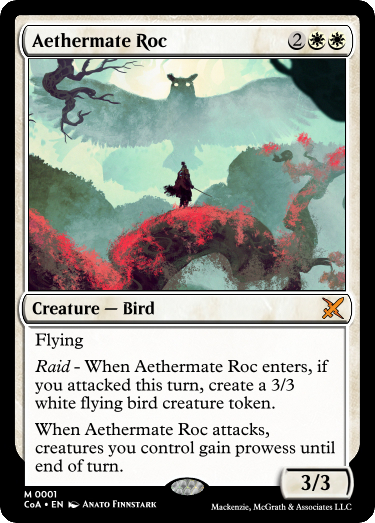 Aethermate Roc 2
Creature — Bird
Flying
Raid - When Aethermate Roc enters, if
you attacked this turn, create a 3/3
white flying bird creature token.
When Aethermate Roc attacks,
creatures you control gain prowess until
end of turn.
3/3
M 0001
CoA • EN Anato Finnstark
Mackenzie, McGrath & Associates LLC